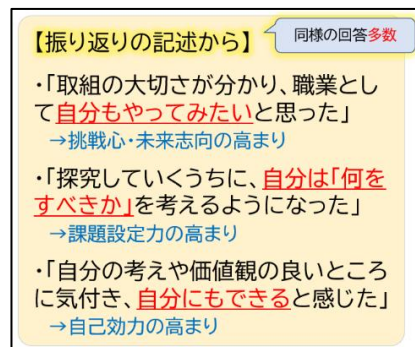 【振り返りの記述から】
同様の回答多数
・「取組の大切さが分かり、職業とし
て自分もやってみたいと思った」
→挑戦心・未来志向の高まり
・「探究していくうちに、自分は「何を
すべきか」を考えるようになった」
→課題設定力の高まり
・「自分の考えや価値観の良いところ
に気付き、自分にもできると感じた」
→自己効力の高まり